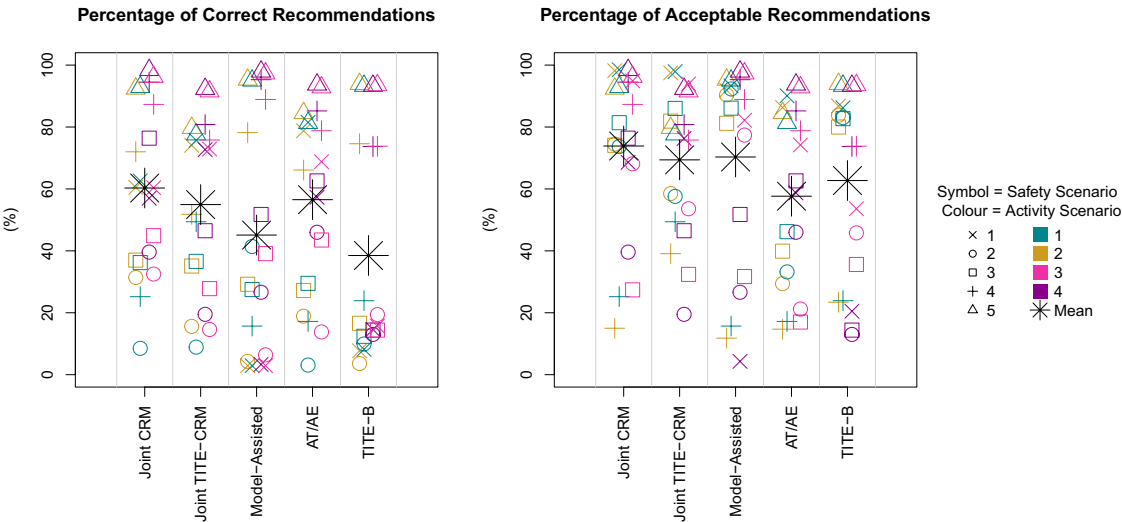 Percentage of Correct Recommendations
Percentage of Acceptable Recommendations
(%)
100
80
60
40
20
0
Joint CRM
Joint TITE−CRM
Model−Assisted
AT/AE
TITE−B
(%)
100
80
60
40
20
0
Joint CRM
Joint TITE−CRM
Model−Assisted
AT/AE
TITE−B
Symbol = Safety Scenario
Colour = Activity Scenario
1 1
2 2
3 3
4 4
5 Mean